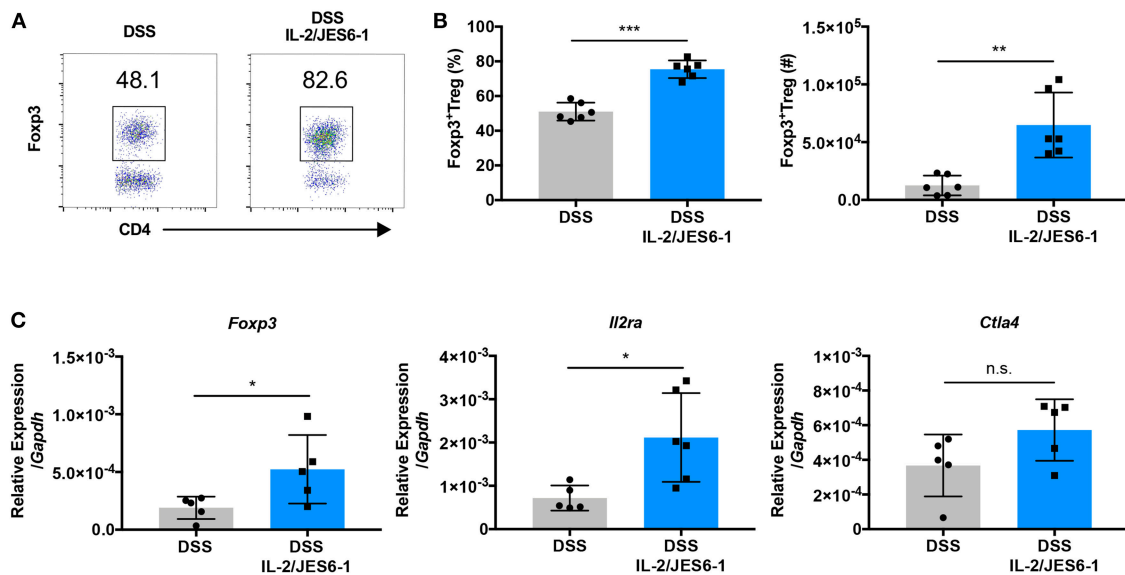 A
DSS
DSS
IL-2/JES6-1
48.1
82.6
Foxp3
CD4
B
Foxp3⁺Treg (%)
100
80
60
40
20
0
***
DSS
DSS
IL-2/JES6-1
Foxp3⁺Treg (#)
1.5×10⁵
1.0×10⁵
5.0×10⁴
0.0
**
DSS
DSS
IL-2/JES6-1
C
Foxp3
Relative Expression
/Gapdh
1.5×10⁻³
1.0×10⁻³
5.0×10⁻⁴
0.0
*
DSS
DSS
IL-2/JES6-1
Il2ra
Relative Expression
/Gapdh
4×10⁻³
3×10⁻³
2×10⁻³
1×10⁻³
0
*
DSS
DSS
IL-2/JES6-1
Ctla4
Relative Expression
/Gapdh
1×10⁻³
8×10⁻⁴
6×10⁻⁴
4×10⁻⁴
2×10⁻⁴
0
n.s.
DSS
DSS
IL-2/JES6-1